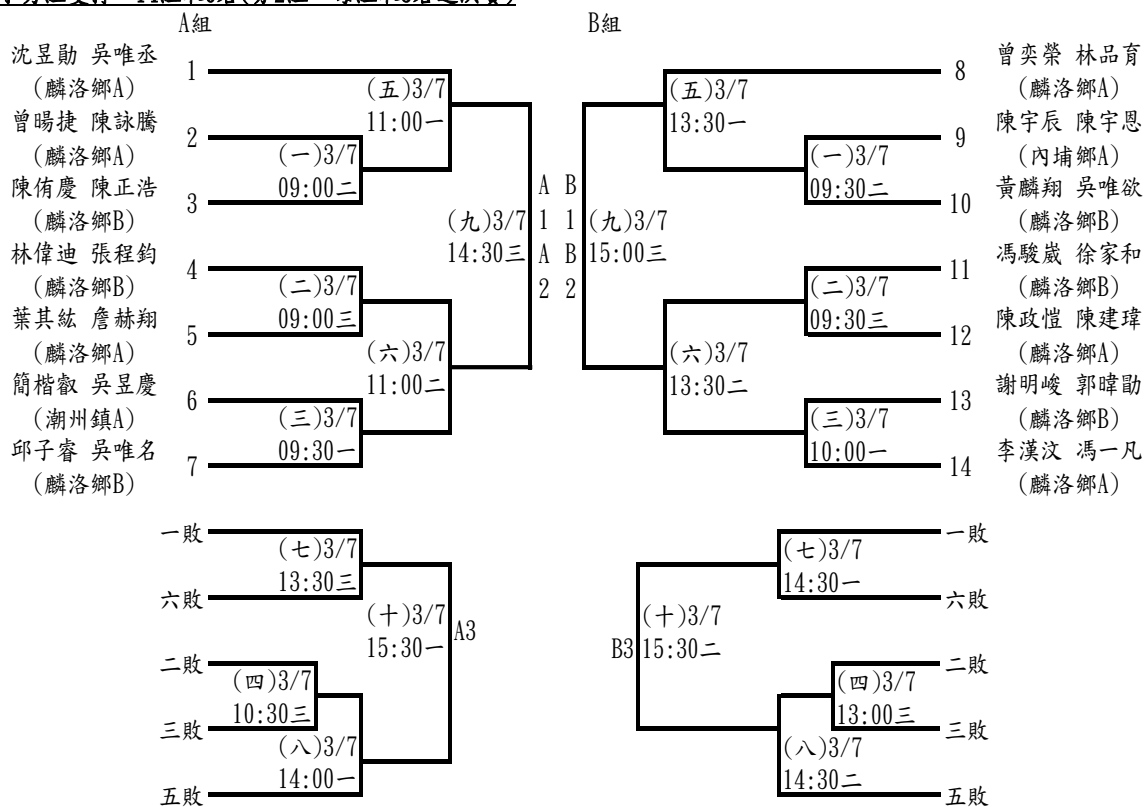 A組
沈昱勛 吳唯丞
1
(麟洛鄉A)
曾暘捷 陳詠騰
2
(麟洛鄉A)
陳侑慶 陳正浩
3
(麟洛鄉B)
林偉迪 張程鈞
4
(麟洛鄉B)
葉其紘 詹赫翔
5
(麟洛鄉A)
簡楷叡 吳昱慶
6
(潮州鎮A)
邱子睿 吳唯名
7
(麟洛鄉B)
(五)3/7
11:00一
(一)3/7
09:00二
(二)3/7
09:00三
(六)3/7
11:00二
(三)3/7
09:30一
(九)3/7
14:30三
A1A2
B組
B1B2
(九)3/7
15:00三
(五)3/7
13:30一
(一)3/7
09:30二
(二)3/7
09:30三
(六)3/7
13:30二
(三)3/7
10:00一
8
曾奕榮 林品育
(麟洛鄉A)
9
陳宇辰 陳宇恩
(內埔鄉A)
10
黃麟翔 吳唯欲
(麟洛鄉B)
11
馮駿崴 徐家和
(麟洛鄉B)
12
陳政愷 陳建瑋
(麟洛鄉A)
13
謝明峻 郭暐勖
(麟洛鄉B)
14
李漢汶 馮一凡
(麟洛鄉A)
一敗
六敗
二敗
三敗
五敗
(七)3/7
13:30三
(四)3/7
10:30三
(八)3/7
14:00一
(十)3/7
15:30一
A3
B3
(十)3/7
15:30二
(七)3/7
14:30一
(四)3/7
13:00三
(八)3/7
14:30二
一敗
六敗
二敗
三敗
五敗